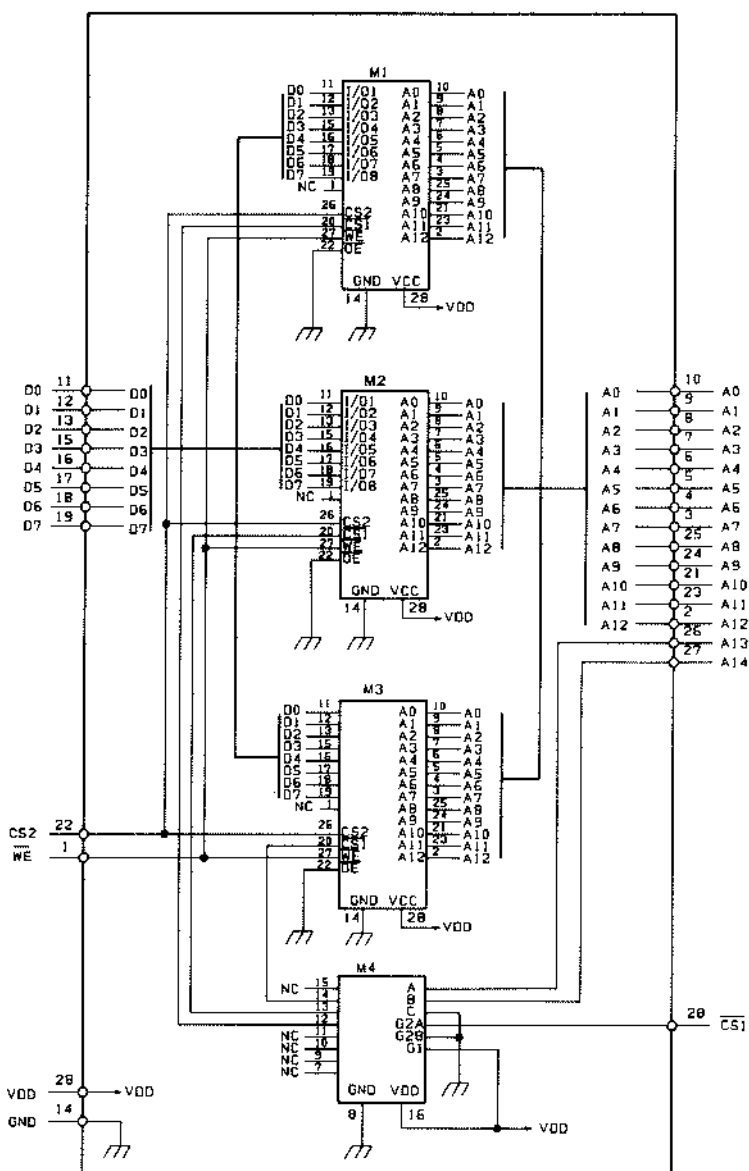 M1
D0 11 I/O1 A0 10 A0
D1 12 I/O2 A1 9 A1
D2 13 I/O3 A2 8 A2
D3 15 I/O4 A3 7 A3
D4 16 I/O5 A4 6 A4
D5 17 I/O6 A5 5 A5
D6 18 I/O7 A6 4 A6
D7 19 I/O8 A7 3 A7
NC 1 A8 25 A8
A9 24 A9
26 CS2 A10 21 A10
20 CS1 A11 23 A11
27 WE A12 2 A12
22 OE
GND VCC
14 28
VDD
M2
D0 11 I/O1 A0 10 A0
D1 12 I/O2 A1 9 A1
D2 13 I/O3 A2 8 A2
D3 15 I/O4 A3 7 A3
D4 16 I/O5 A4 6 A4
D5 17 I/O6 A5 5 A5
D6 18 I/O7 A6 4 A6
D7 19 I/O8 A7 3 A7
NC 1 A8 25 A8
A9 24 A9
26 CS2 A10 21 A10
20 CS1 A11 23 A11
27 WE A12 2 A12
22 OE
GND VCC
14 28
VDD
D0 11 D0
D1 12 D1
D2 13 D2
D3 15 D3
D4 16 D4
D5 17 D5
D6 18 D6
D7 19 D7
A0 10 A0
A1 9 A1
A2 8 A2
A3 7 A3
A4 6 A4
A5 5 A5
A6 4 A6
A7 3 A7
A8 25 A8
A9 24 A9
A10 21 A10
A11 23 A11
A12 2 A12
26 A13
27 A14
M3
D0 11 A0 10 A0
D1 12 A1 9 A1
D2 13 A2 8 A2
D3 15 A3 7 A3
D4 16 A4 6 A4
D5 17 A5 5 A5
D6 18 A6 4 A6
D7 19 A7 3 A7
NC 1 A8 25 A8
A9 24 A9
26 CS2 A10 21 A10
20 CS1 A11 23 A11
27 WE A12 2 A12
22 OE
GND VCC
14 28
VDD
CS2 22
WE 1
M4
NC 15 A
14 B
13 C
12 G2A
NC 11 G2B
NC 10 G1
NC 9
NC 7
GND VDD
8 16
VDD
20 CS1
VDD 28 VDD
GND 14